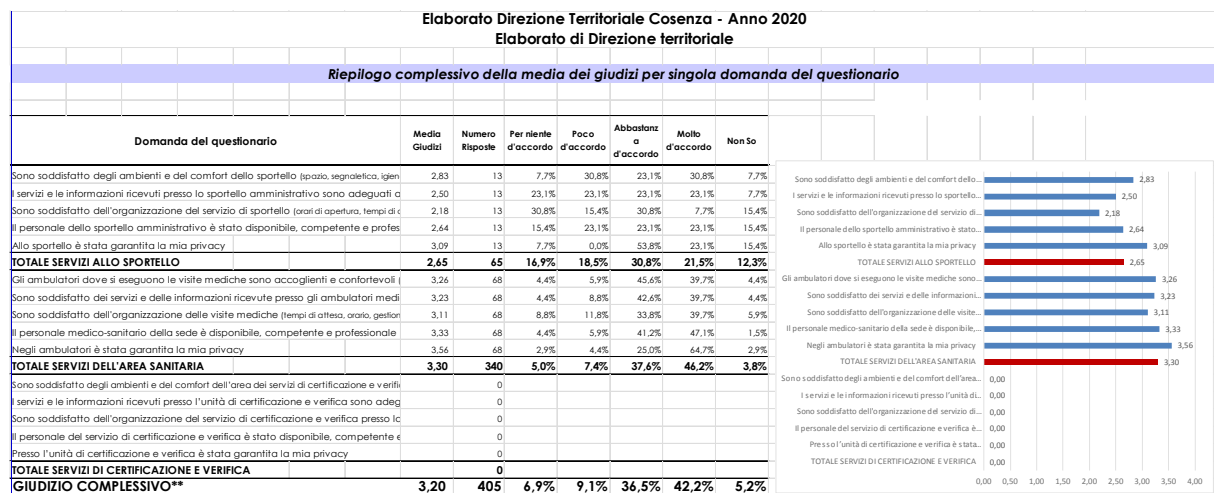 Elaborato Direzione Territoriale Cosenza - Anno 2020
Elaborato di Direzione territoriale
Riepilogo complessivo della media dei giudizi per singola domanda del questionario
Domanda del questionario Media Giudizi Numero Risposte Per niente d'accordo Poco d'accordo Abbastanz a d'accordo Molto d'accordo Non So
Sono soddisfatto degli ambienti e del comfort dello sportello (spazio, segnaletica, igien 2,83 13 7,7% 30,8% 23,1% 30,8% 7,7%
I servizi e le informazioni ricevuti presso lo sportello amministrativo sono adeguati a 2,50 13 23,1% 23,1% 23,1% 23,1% 7,7%
Sono soddisfatto dell'organizzazione del servizio di sportello (orari di apertura, tempi di 2,18 13 30,8% 15,4% 30,8% 7,7% 15,4%
Il personale dello sportello amministrativo è stato disponibile, competente e profes 2,64 13 15,4% 23,1% 23,1% 23,1% 15,4%
Allo sportello è stata garantita la mia privacy 3,09 13 7,7% 0,0% 53,8% 23,1% 15,4%
TOTALE SERVIZI ALLO SPORTELLO 2,65 65 16,9% 18,5% 30,8% 21,5% 12,3%
Gli ambulatori dove si eseguono le visite mediche sono accoglienti e confortevoli ( 3,26 68 4,4% 5,9% 45,6% 39,7% 4,4%
Sono soddisfatto dei servizi e delle informazioni ricevute presso gli ambulatori medi 3,23 68 4,4% 8,8% 42,6% 39,7% 4,4%
Sono soddisfatto dell'organizzazione delle visite mediche (tempi di attesa, orario, gestion 3,11 68 8,8% 11,8% 33,8% 39,7% 5,9%
Il personale medico-sanitario della sede è disponibile, competente e professionale 3,33 68 4,4% 5,9% 41,2% 47,1% 1,5%
Negli ambulatori è stata garantita la mia privacy 3,56 68 2,9% 4,4% 25,0% 64,7% 2,9%
TOTALE SERVIZI DELL'AREA SANITARIA 3,30 340 5,0% 7,4% 37,6% 46,2% 3,8%
Sono soddisfatto degli ambienti e del comfort dell'area dei servizi di certificazione e verific 0
I servizi e le informazioni ricevuti presso l'unità di certificazione e verifica sono adeg 0
Sono soddisfatto dell'organizzazione del servizio di certificazione e verifica presso la 0
Il personale del servizio di certificazione e verifica è stato disponibile, competente e 0
Presso l'unità di certificazione e verifica è stata garantita la mia privacy 0
TOTALE SERVIZI DI CERTIFICAZIONE E VERIFICA 0
GIUDIZIO COMPLESSIVO** 3,20 405 6,9% 9,1% 36,5% 42,2% 5,2%
Sono soddisfatto degli ambienti e del comfort dello... 2,83
I servizi e le informazioni ricevuti presso lo sportello... 2,50
Sono soddisfatto dell'organizzazione del servizio di... 2,18
Il personale dello sportello amministrativo è stato... 2,64
Allo sportello è stata garantita la mia privacy 3,09
TOTALE SERVIZI ALLO SPORTELLO 2,65
Gli ambulatori dove si eseguono le visite mediche sono... 3,26
Sono soddisfatto dei servizi e delle informazioni... 3,23
Sono soddisfatto dell'organizzazione delle visite... 3,11
Il personale medico-sanitario della sede è disponibile,... 3,33
Negli ambulatori è stata garantita la mia privacy 3,56
TOTALE SERVIZI DELL'AREA SANITARIA 3,30
Sono soddisfatto degli ambienti e del comfort dell'area... 0,00
I servizi e le informazioni ricevuti presso l'unità di... 0,00
Sono soddisfatto dell'organizzazione del servizio di... 0,00
Il personale del servizio di certificazione e verifica è... 0,00
Presso l'unità di certificazione e verifica è stata... 0,00
TOTALE SERVIZI DI CERTIFICAZIONE E VERIFICA 0,00
0,00 0,50 1,00 1,50 2,00 2,50 3,00 3,50 4,00